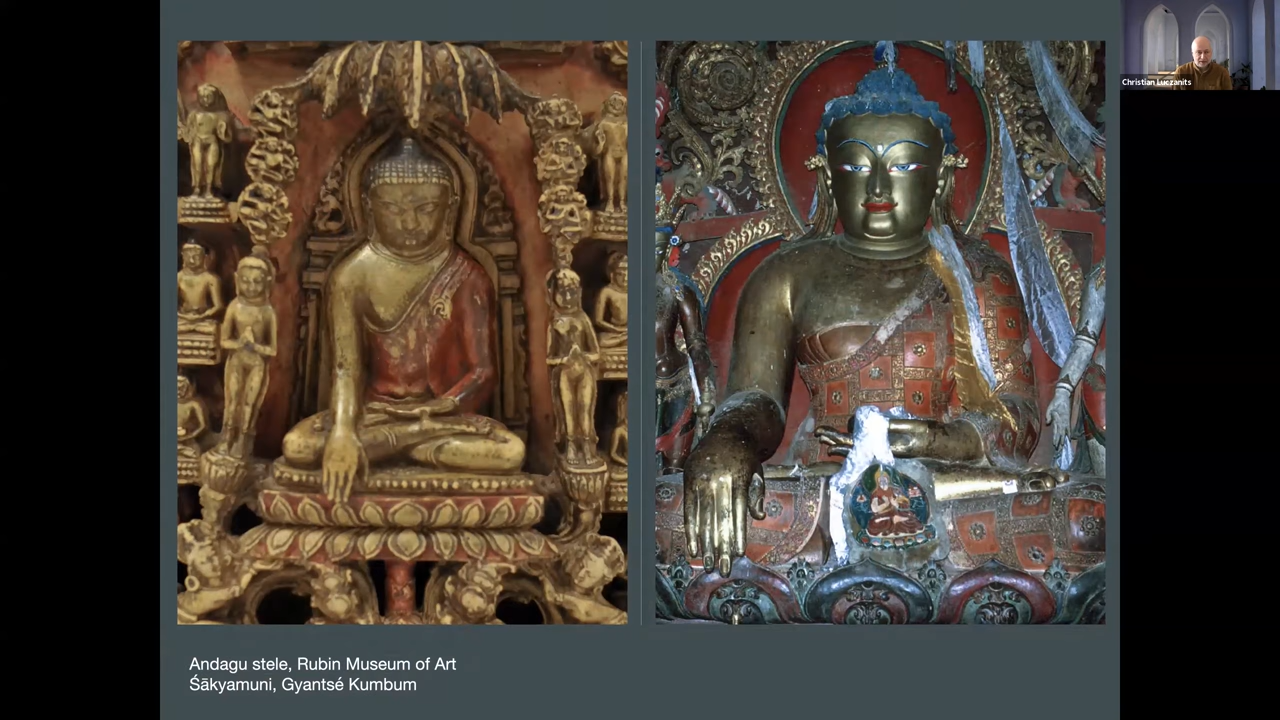 Christian Luczanits
Andagu stele, Rubin Museum of Art
Śākyamuni, Gyantsé Kumbum